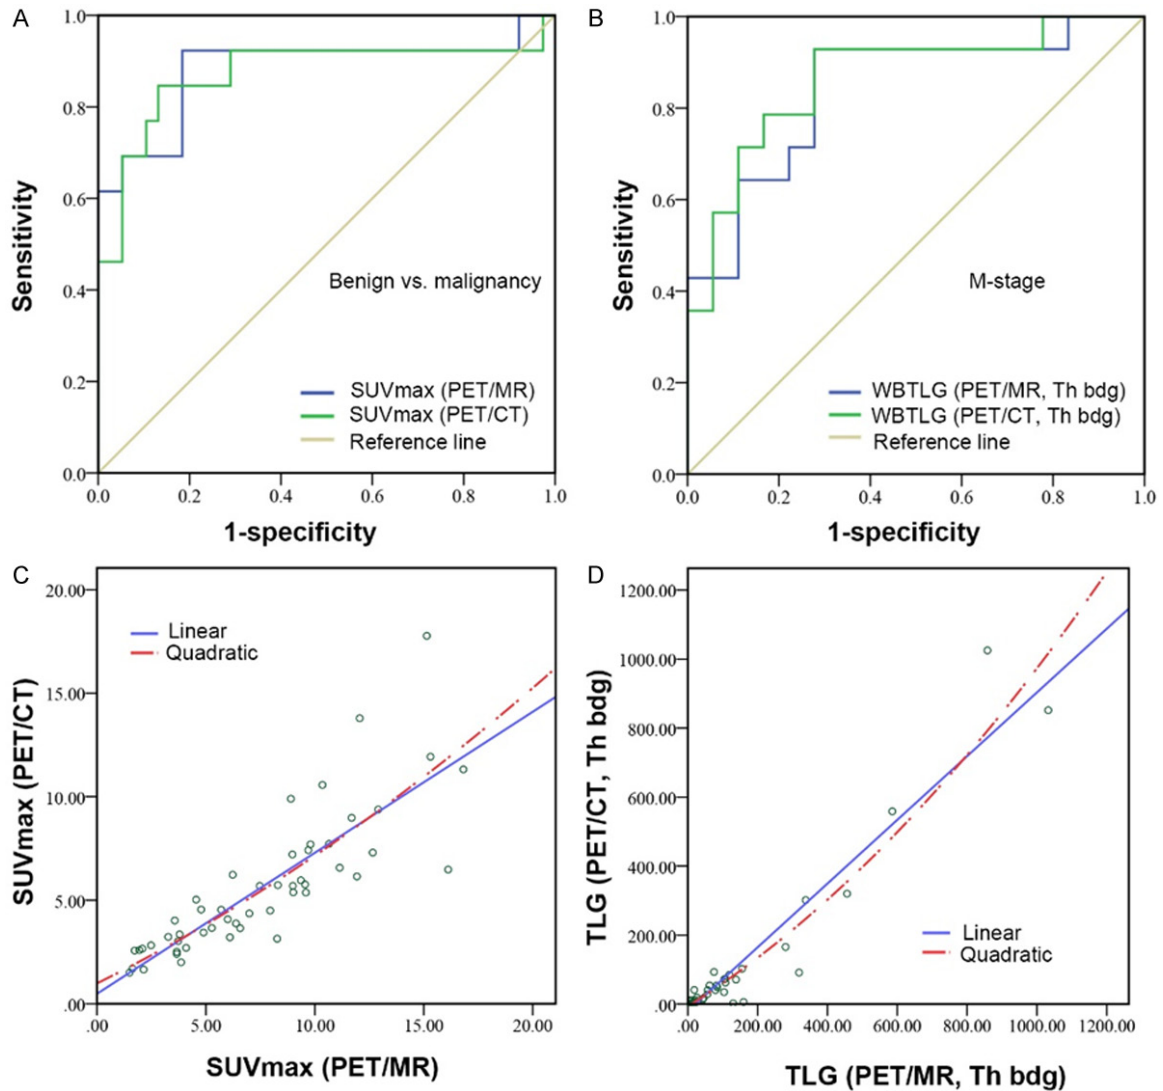 A
1.0
0.8
0.6
0.4
0.2
0.0
0.0 0.2 0.4 0.6 0.8 1.0
Sensitivity
1-specificity
Benign vs. malignancy
SUVmax (PET/MR)
SUVmax (PET/CT)
Reference line
B
1.0
0.8
0.6
0.4
0.2
0.0
0.0 0.2 0.4 0.6 0.8 1.0
Sensitivity
1-specificity
M-stage
WBTLG (PET/MR, Th bdg)
WBTLG (PET/CT, Th bdg)
Reference line
C
20.00
15.00
10.00
5.00
.00
.00 5.00 10.00 15.00 20.00
SUVmax (PET/CT)
SUVmax (PET/MR)
Linear
Quadratic
D
1200.00
1000.00
800.00
600.00
400.00
200.00
.00
.00 200.00 400.00 600.00 800.00 1000.00 1200.00
TLG (PET/CT, Th bdg)
TLG (PET/MR, Th bdg)
Linear
Quadratic